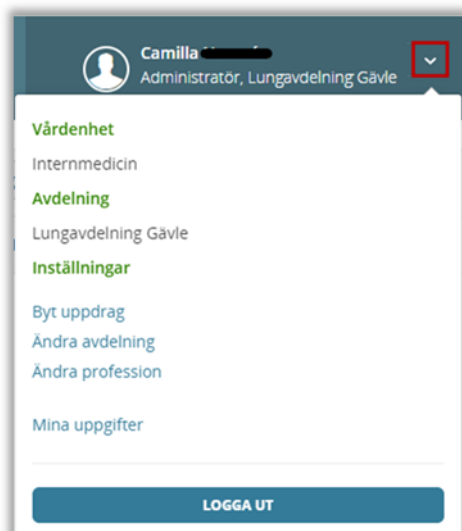 Camilla
Administratör, Lungavdelning Gävle
Vårdenhet
Internmedicin
Avdelning
Lungavdelning Gävle
Inställningar
Byt uppdrag
Ändra avdelning
Ändra profession
Mina uppgifter
LOGGA UT